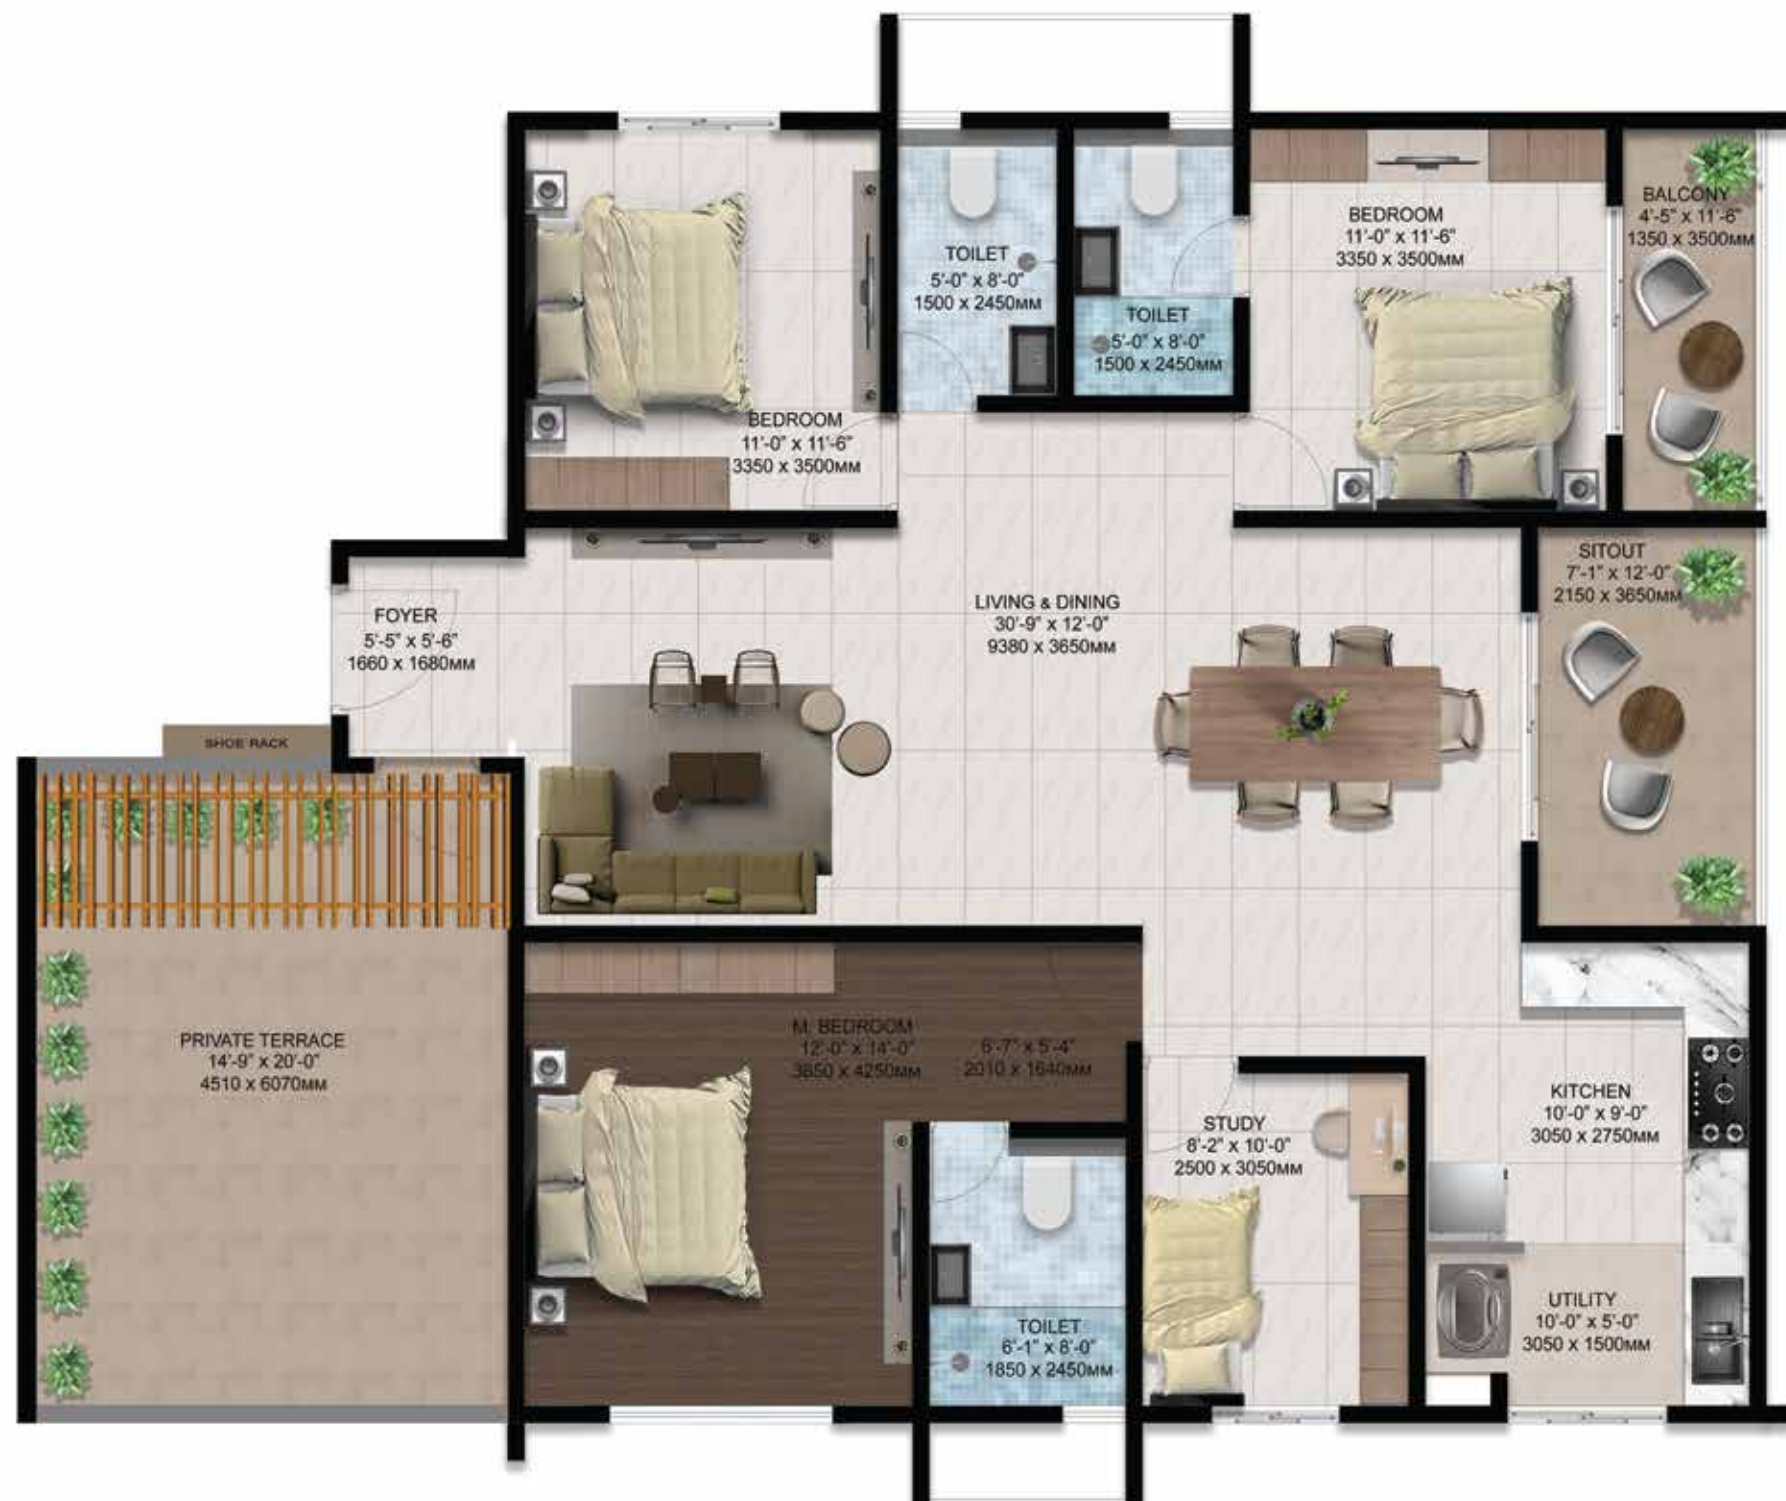 BALCONY
4'-5" x 11'-6"
1350 x 3500MM
BEDROOM
11'-0" x 11'-6"
3350 x 3500MM
TOILET
5'-0" x 8'-0"
1500 x 2450MM
TOILET
5'-0" x 8'-0"
1500 x 2450MM
BEDROOM
11'-0" x 11'-6"
3350 x 3500MM
SITOUT
7'-1" x 12'-0"
2150 x 3650MM
FOYER
5'-5" x 5'-6"
1660 x 1680MM
LIVING & DINING
30'-9" x 12'-0"
9380 x 3650MM
SHOE RACK
PRIVATE TERRACE
14'-9" x 20'-0"
4510 x 6070MM
M. BEDROOM
12'-0" x 14'-0"
3650 x 4250MM
6'-7" x 5'-4"
2010 x 1640MM
STUDY
8'-2" x 10'-0"
2500 x 3050MM
KITCHEN
10'-0" x 9'-0"
3050 x 2750MM
TOILET
6'-1" x 8'-0"
1850 x 2450MM
UTILITY
10'-0" x 5'-0"
3050 x 1500MM